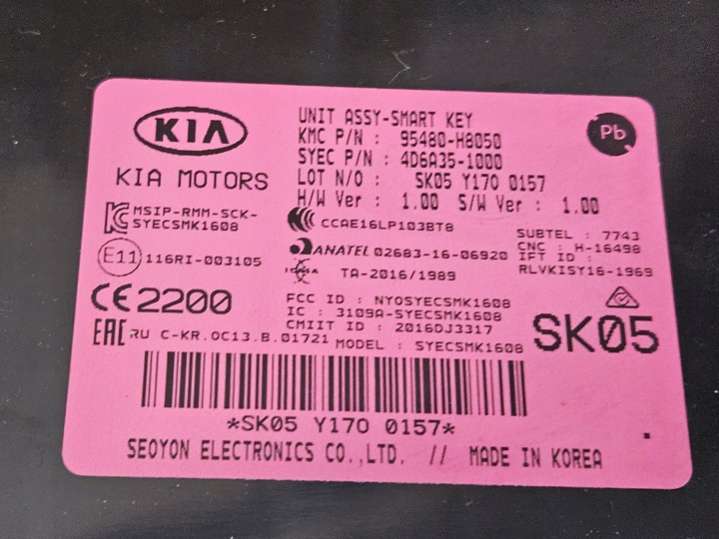 KIA
KIA MOTORS
UNIT ASSY-SMART KEY
KMC P/N : 95480-H8050
SYEC P/N : 4D6A35-1000
LOT N/O : SK05 Y170 0157
H/W Ver : 1.00 S/W Ver : 1.00
Pb
MSIP-RMM-SCK-
SYECSMK1608
CCAE16LP103BT8
E11 116RI-003105
ANATEL 02683-16-06920
TA-2016/1989
SUBTEL : 7743
CNC : H-16498
IFT ID :
RLVKISY16-1969
CE2200
FCC ID : NYOSYECSMK1608
IC : 3109A-SYECSMK1608
CMIIT ID : 2016DJ3317
MODEL : SYECSMK1608
SK05
EAC RU C-KR.OC13.B.01721
*SK05 Y170 0157*
SEOYON ELECTRONICS CO.,LTD. // MADE IN KOREA